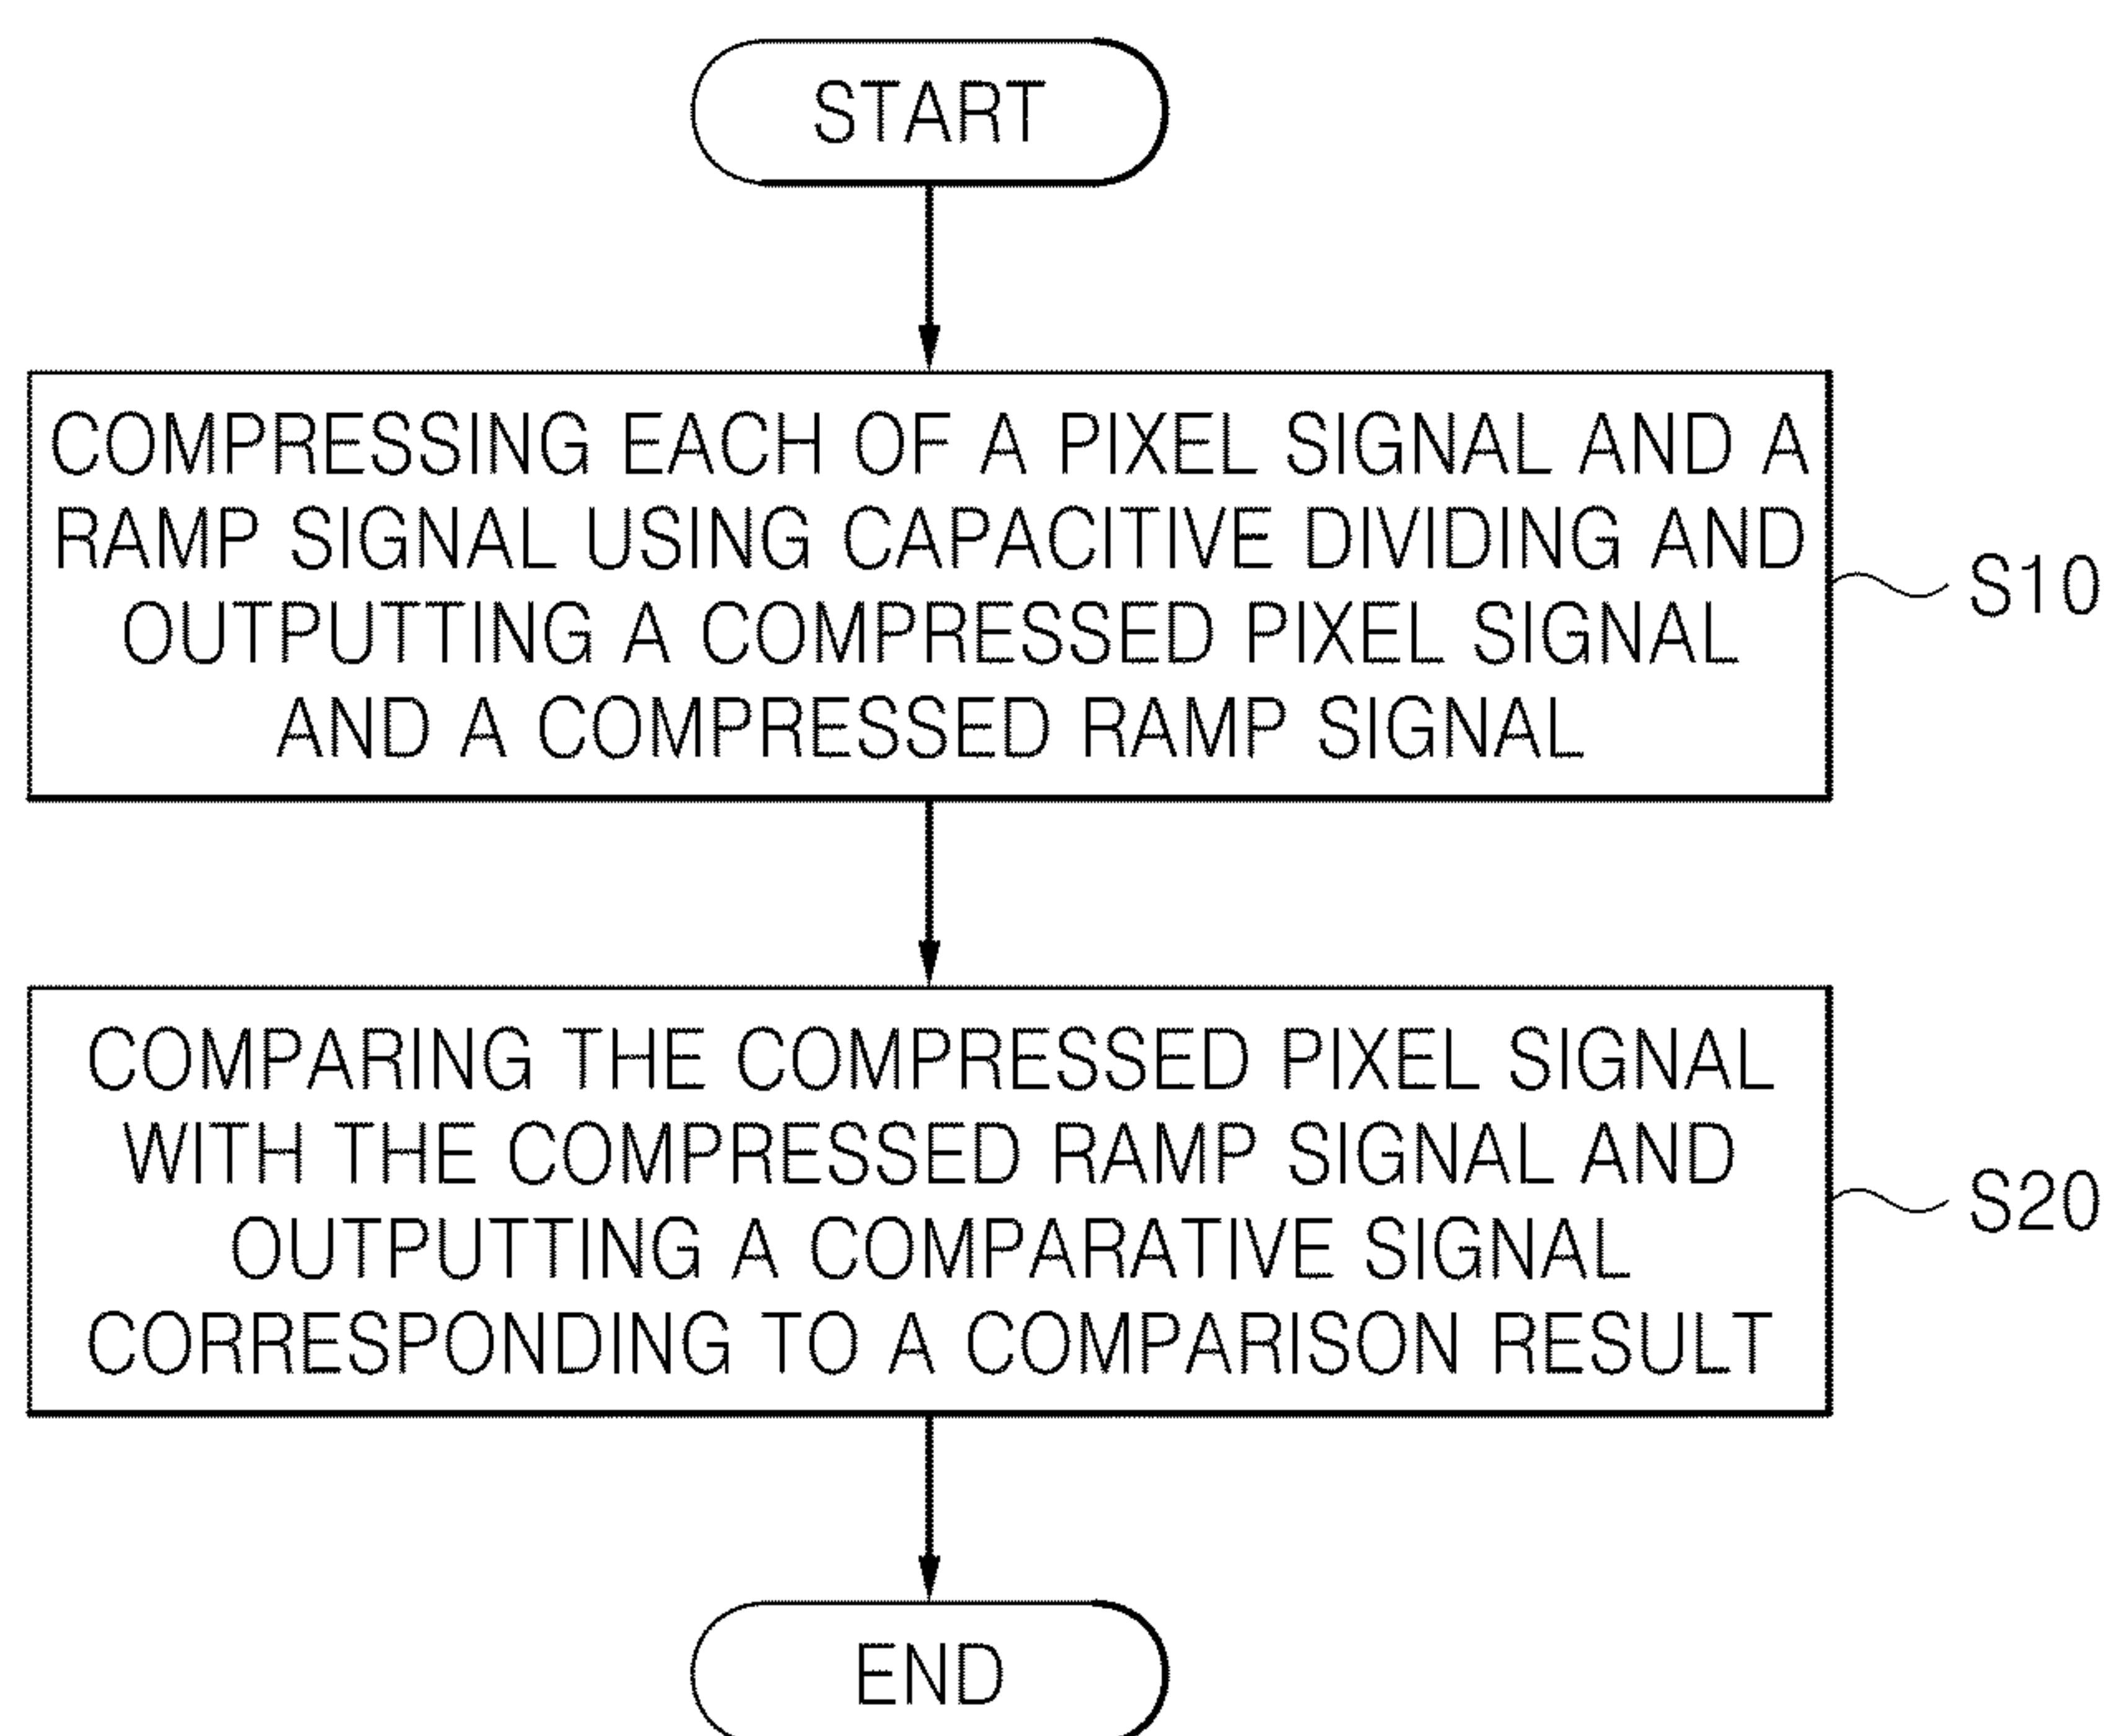 START
COMPRESSING EACH OF A PIXEL SIGNAL AND A
RAMP SIGNAL USING CAPACITIVE DIVIDING AND
OUTPUTTING A COMPRESSED PIXEL SIGNAL
AND A COMPRESSED RAMP SIGNAL
S10
COMPARING THE COMPRESSED PIXEL SIGNAL
WITH THE COMPRESSED RAMP SIGNAL AND
OUTPUTTING A COMPARATIVE SIGNAL
CORRESPONDING TO A COMPARISON RESULT
S20
END